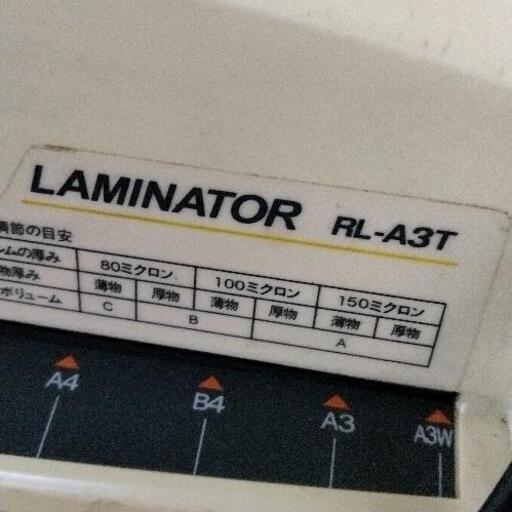 LAMINATOR RL-A3T
調節の目安
ルムの厚み 80ミクロン 100ミクロン 150ミクロン
物厚み 薄物 厚物 薄物 厚物 薄物 厚物
ボリューム C B A
A4 B4 A3 A3W